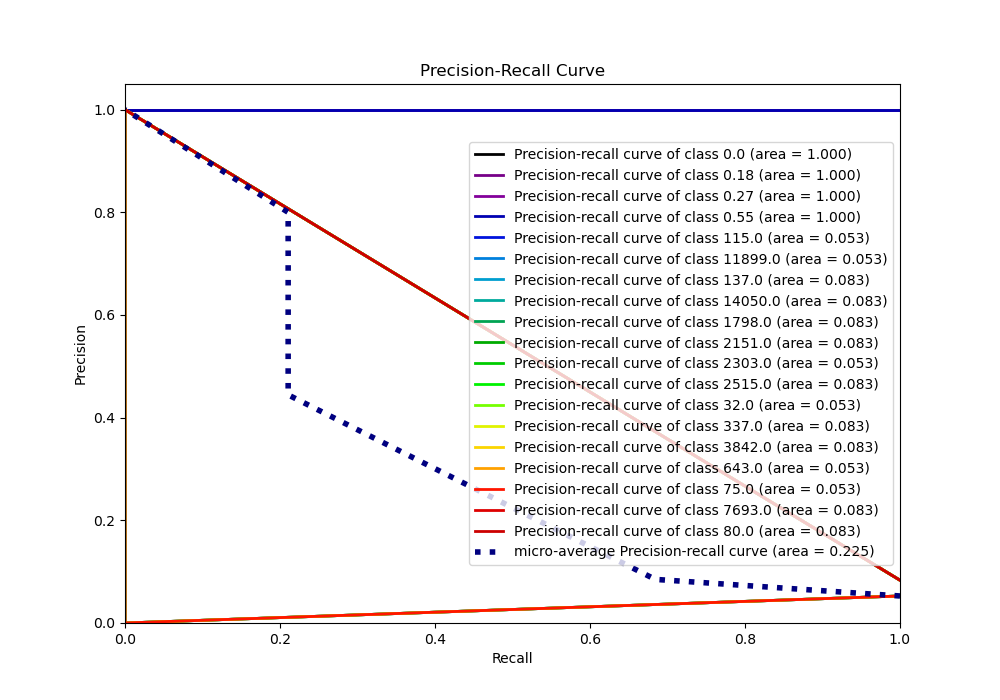 Precision-Recall Curve
1.0
0.8
0.6
0.4
0.2
0.0
Precision
Precision-recall curve of class 0.0 (area = 1.000)
Precision-recall curve of class 0.18 (area = 1.000)
Precision-recall curve of class 0.27 (area = 1.000)
Precision-recall curve of class 0.55 (area = 1.000)
Precision-recall curve of class 115.0 (area = 0.053)
Precision-recall curve of class 11899.0 (area = 0.053)
Precision-recall curve of class 137.0 (area = 0.083)
Precision-recall curve of class 14050.0 (area = 0.083)
Precision-recall curve of class 1798.0 (area = 0.083)
Precision-recall curve of class 2151.0 (area = 0.083)
Precision-recall curve of class 2303.0 (area = 0.053)
Precision-recall curve of class 2515.0 (area = 0.083)
Precision-recall curve of class 32.0 (area = 0.053)
Precision-recall curve of class 337.0 (area = 0.083)
Precision-recall curve of class 3842.0 (area = 0.083)
Precision-recall curve of class 643.0 (area = 0.053)
Precision-recall curve of class 75.0 (area = 0.053)
Precision-recall curve of class 7693.0 (area = 0.083)
Precision-recall curve of class 80.0 (area = 0.083)
micro-average Precision-recall curve (area = 0.225)
0.0 0.2 0.4 0.6 0.8 1.0
Recall